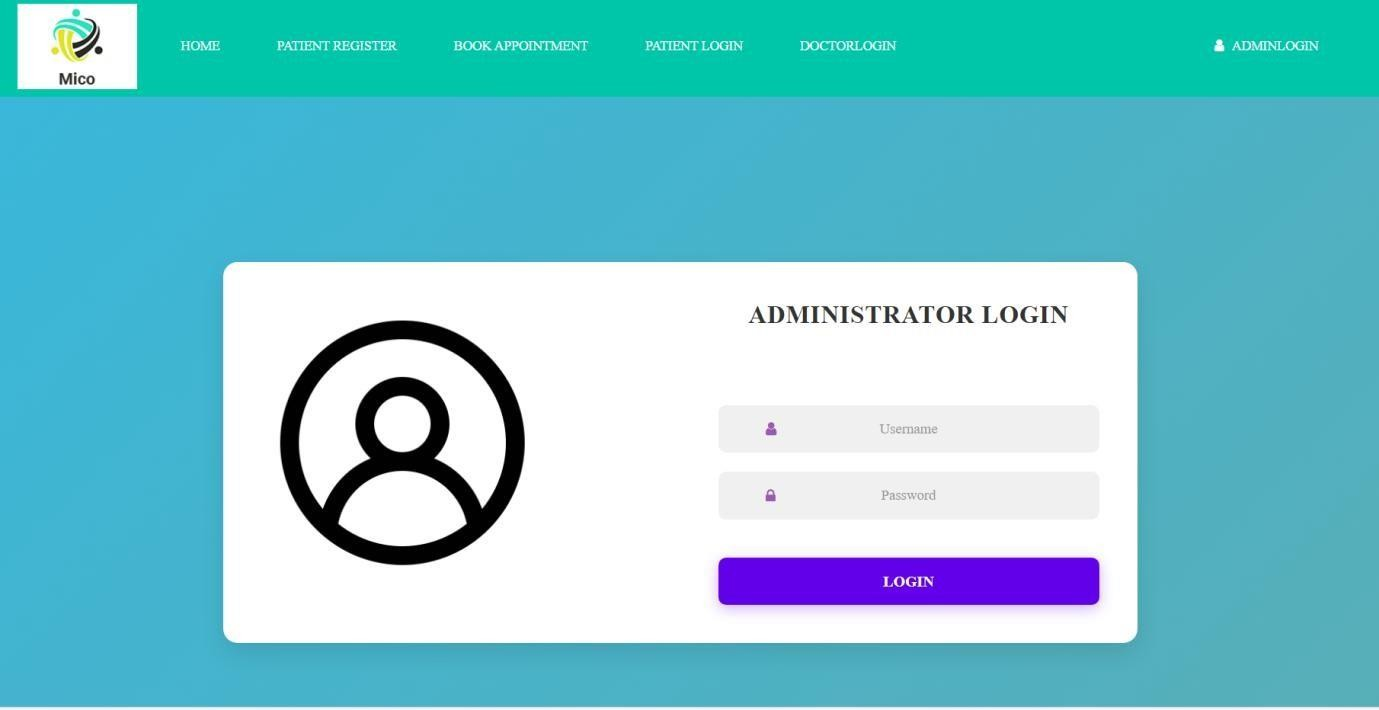 Mico
HOME
PATIENT REGISTER
BOOK APPOINTMENT
PATIENT LOGIN
DOCTORLOGIN
ADMINLOGIN
ADMINISTRATOR LOGIN
Username
Password
LOGIN